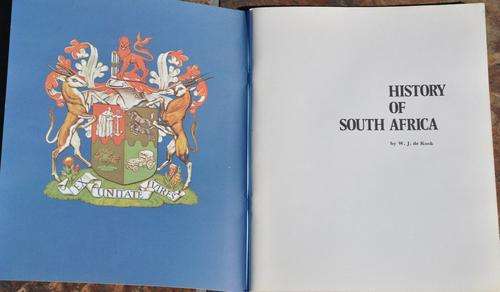 EX UNITATE VIRES
HISTORY
OF
SOUTH AFRICA
by W. J. de Kock